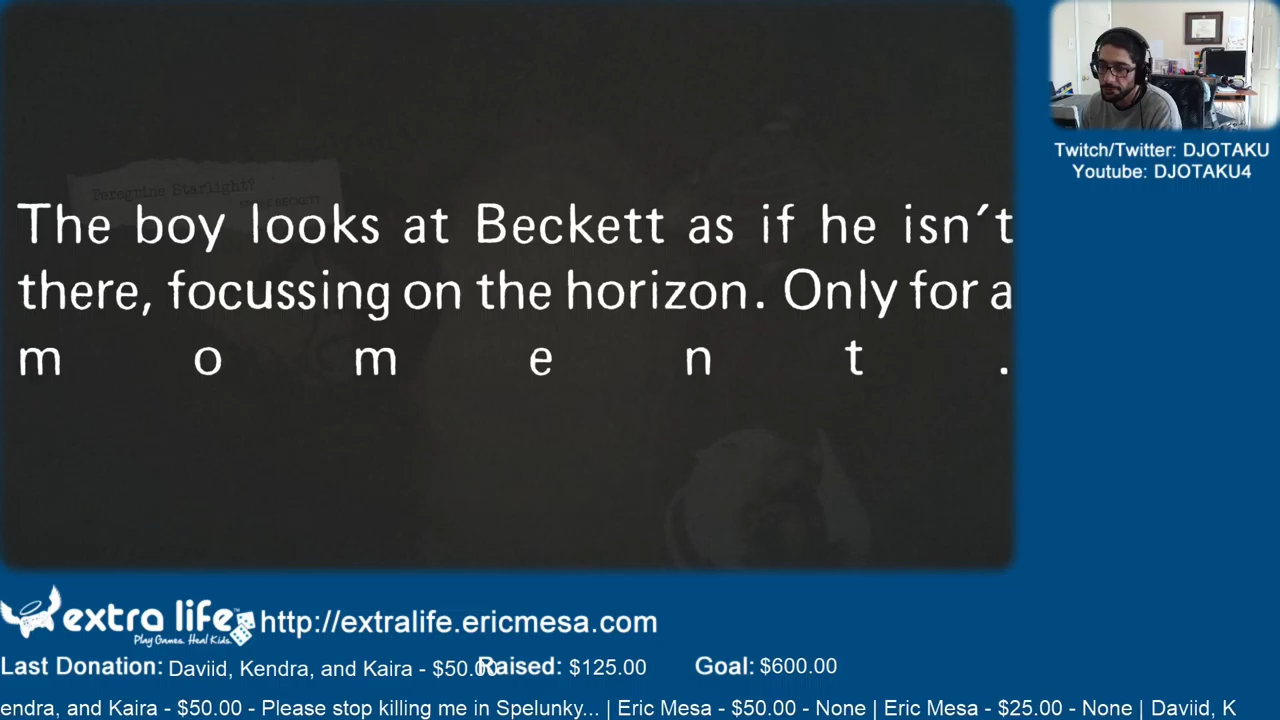 Peregrine Starlight?
The boy looks at Beckett as if he isn't
there, focussing on the horizon. Only for a
m o m e n t .
Twitch/Twitter: DJOTAKU
Youtube: DJOTAKU4
extra life
Play Games. Heal Kids.
http://extralife.ericmesa.com
Last Donation: Daviid, Kendra, and Kaira - $50.00 Raised: $125.00 Goal: $600.00
endra, and Kaira - $50.00 - Please stop killing me in Spelunky... | Eric Mesa - $50.00 - None | Eric Mesa - $25.00 - None | Daviid, K